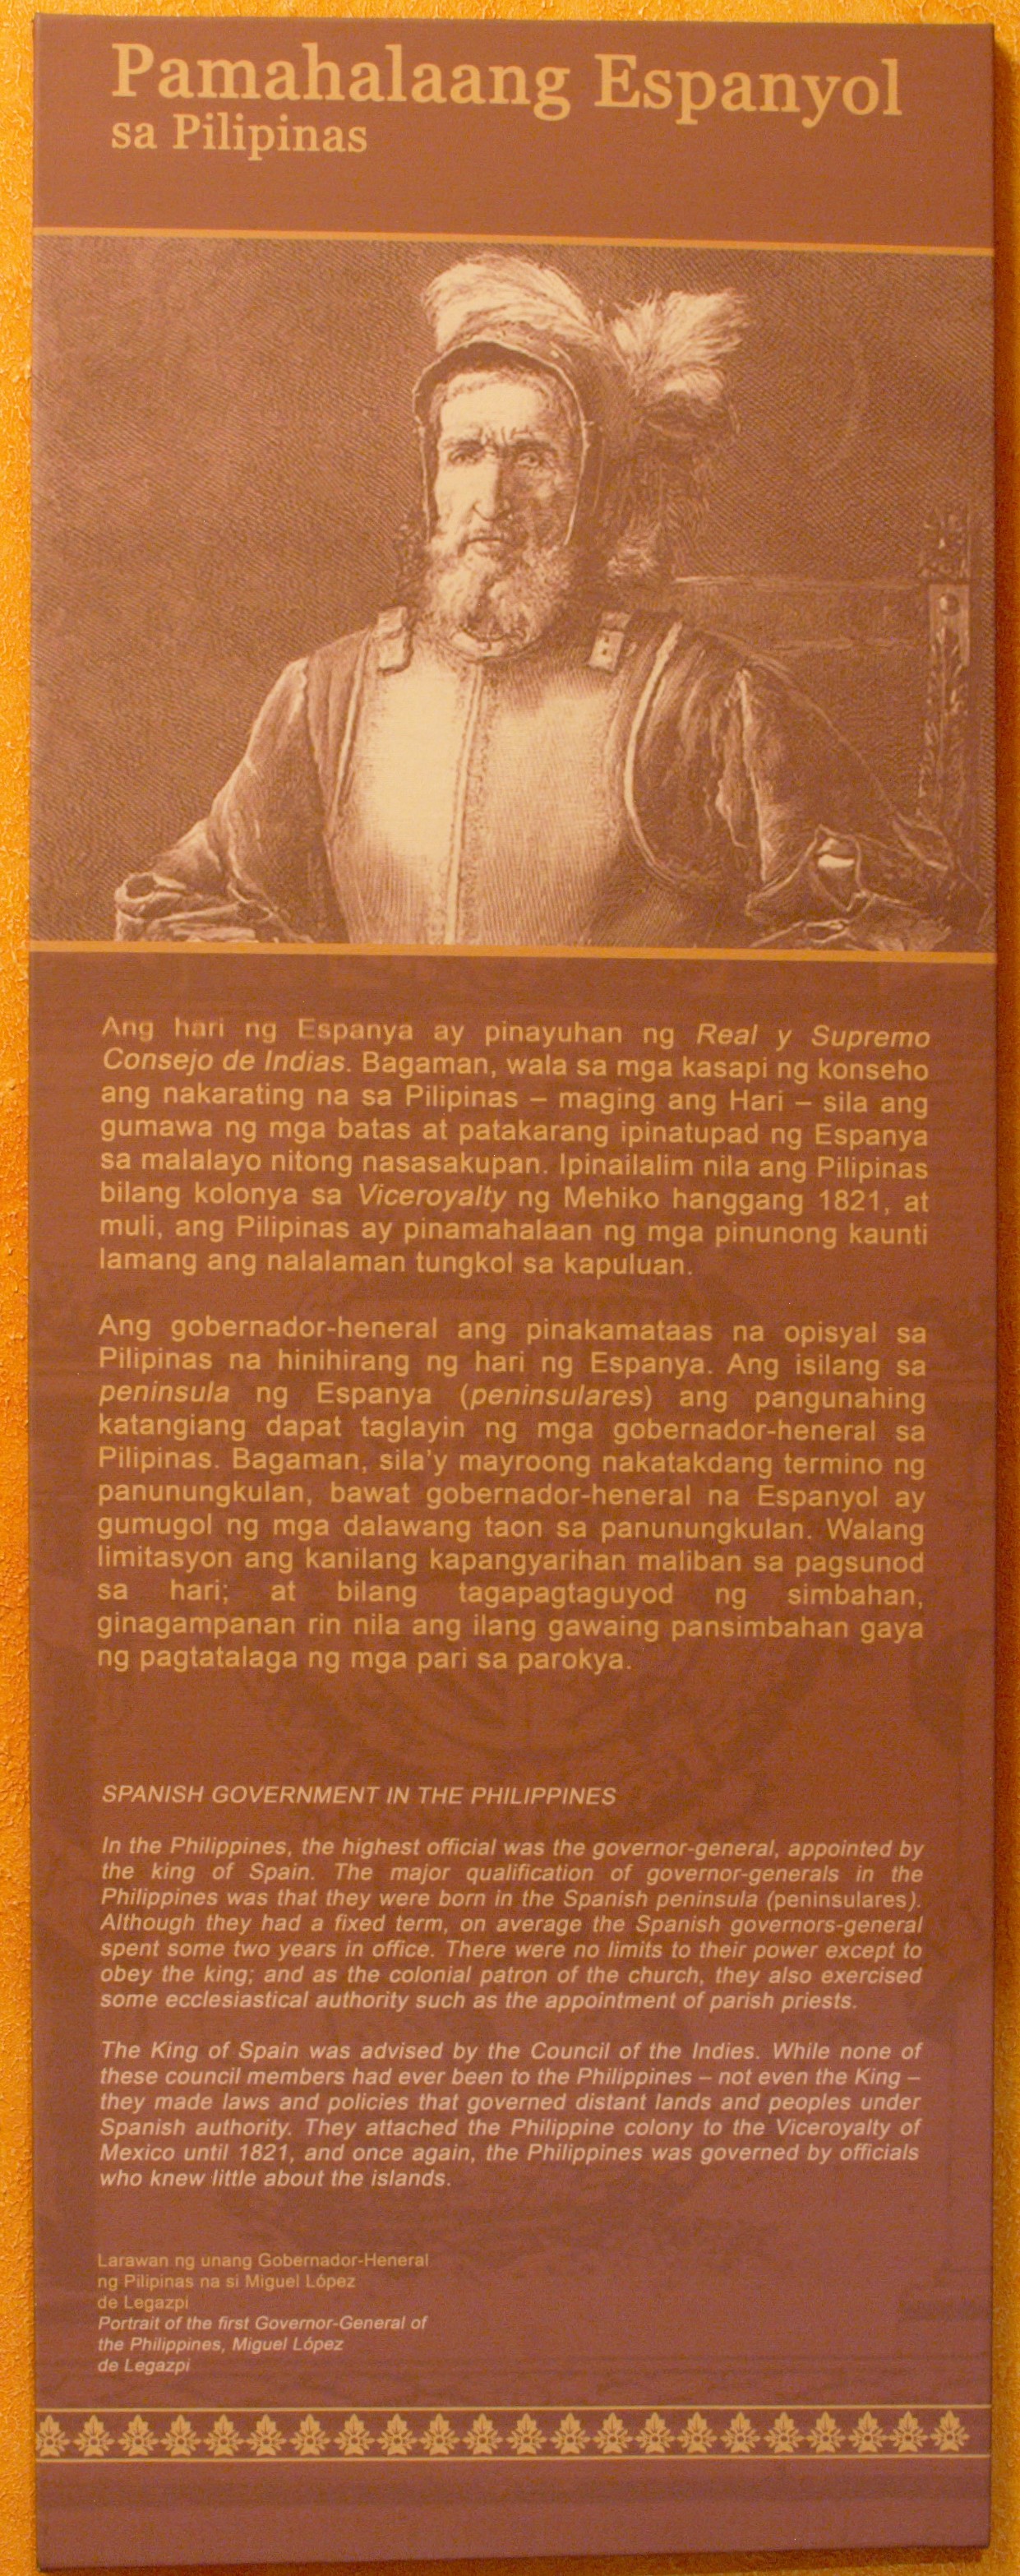 Pamahalaang Espanyol
sa Pilipinas
Ang hari ng Espanya ay pinayuhan ng Real y Supremo
Consejo de Indias. Bagaman, wala sa mga kasapi ng konseho
ang nakarating na sa Pilipinas – maging ang Hari – sila ang
gumawa ng mga batas at patakarang ipinatupad ng Espanya
sa malalayo nitong nasasakupan. Ipinailalim nila ang Pilipinas
bilang kolonya sa Viceroyalty ng Mehiko hanggang 1821, at
muli, ang Pilipinas ay pinamahalaan ng mga pinunong kaunti
lamang ang nalalaman tungkol sa kapuluan.
Ang gobernador-heneral ang pinakamataas na opisyal sa
Pilipinas na hinihirang ng hari ng Espanya. Ang isilang sa
peninsula ng Espanya (peninsulares) ang pangunahing
katangiang dapat taglayin ng mga gobernador-heneral sa
Pilipinas. Bagaman, sila'y mayroong nakatakdang termino ng
panunungkulan, bawat gobernador-heneral na Espanyol ay
gumugol ng mga dalawang taon sa panunungkulan. Walang
limitasyon ang kanilang kapangyarihan maliban sa pagsunod
sa hari; at bilang tagapagtaguyod ng simbahan,
ginagampanan rin nila ang ilang gawaing pansimbahan gaya
ng pagtatalaga ng mga pari sa parokya.
SPANISH GOVERNMENT IN THE PHILIPPINES
In the Philippines, the highest official was the governor-general, appointed by
the king of Spain. The major qualification of governor-generals in the
Philippines was that they were born in the Spanish peninsula (peninsulares).
Although they had a fixed term, on average the Spanish governors-general
spent some two years in office. There were no limits to their power except to
obey the king; and as the colonial patron of the church, they also exercised
some ecclesiastical authority such as the appointment of parish priests.
The King of Spain was advised by the Council of the Indies. While none of
these council members had ever been to the Philippines – not even the King –
they made laws and policies that governed distant lands and peoples under
Spanish authority. They attached the Philippine colony to the Viceroyalty of
Mexico until 1821, and once again, the Philippines was governed by officials
who knew little about the islands.
Larawan ng unang Gobernador-Heneral
ng Pilipinas na si Miguel López
de Legazpi
Portrait of the first Governor-General of
the Philippines, Miguel López
de Legazpi